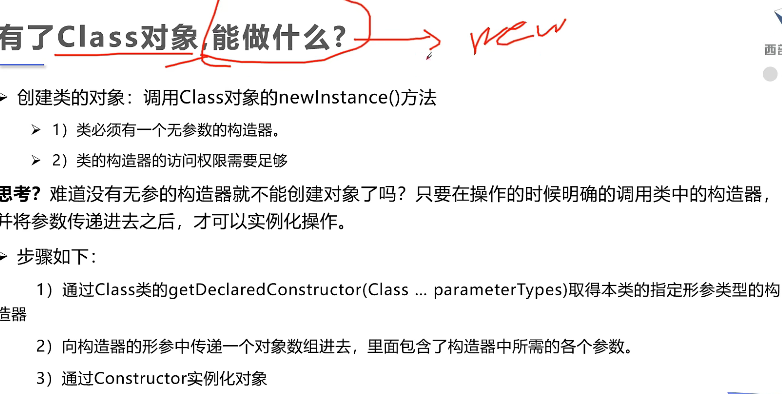 有了Class对象,能做什么? new
西部
创建类的对象：调用Class对象的newInstance()方法
1）类必须有一个无参数的构造器。
2）类的构造器的访问权限需要足够
思考？难道没有无参的构造器就不能创建对象了吗？只要在操作的时候明确的调用类中的构造器，
并将参数传递进去之后，才可以实例化操作。
步骤如下：
1）通过Class类的getDeclaredConstructor(Class … parameterTypes)取得本类的指定形参类型的构
造器
2）向构造器的形参中传递一个对象数组进去，里面包含了构造器中所需的各个参数。
3）通过Constructor实例化对象